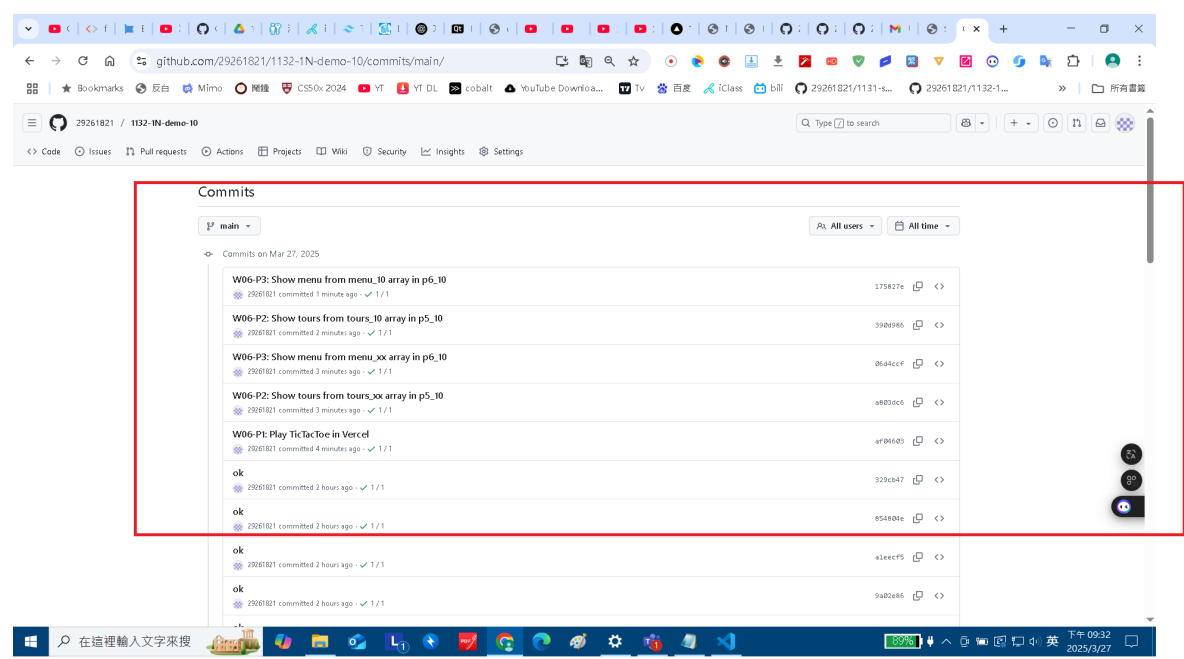 github.com/29261821/1132-1N-demo-10/commits/main/
Bookmarks 反白 Mimo 鬧鐘 CS50x 2024 YT YT DL cobalt YouTube Downloa... Tv 百度 iClass bili 29261821/1131-s... 29261821/1132-1... » 所有書籤
29261821 / 1132-1N-demo-10
Type / to search
Code Issues Pull requests Actions Projects Wiki Security Insights Settings
Commits
main
All users All time
Commits on Mar 27, 2025
W06-P3: Show menu from menu_10 array in p6_10
29261821 committed 1 minute ago · 1 / 1
175827e
W06-P2: Show tours from tours_10 array in p5_10
29261821 committed 2 minutes ago · 1 / 1
390d986
W06-P3: Show menu from menu_xx array in p6_10
29261821 committed 3 minutes ago · 1 / 1
06d4ccf
W06-P2: Show tours from tours_xx array in p5_10
29261821 committed 3 minutes ago · 1 / 1
a803dc6
W06-P1: Play TicTacToe in Vercel
29261821 committed 4 minutes ago · 1 / 1
af04603
ok
29261821 committed 2 hours ago · 1 / 1
329cb47
ok
29261821 committed 2 hours ago · 1 / 1
854804e
ok
29261821 committed 2 hours ago · 1 / 1
a1eecf5
ok
29261821 committed 2 hours ago · 1 / 1
9a02e86
在這裡輸入文字來搜
89%
英
下午 09:32
2025/3/27